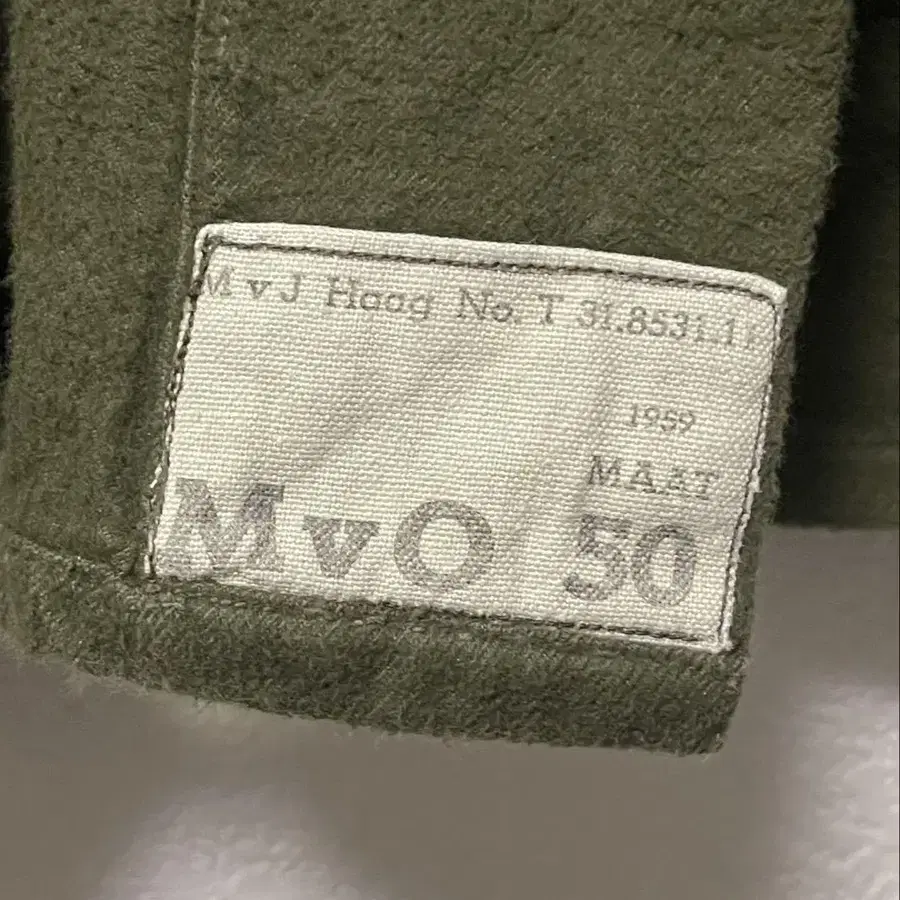 M v J Haag No. T 31.8531.1
1959
MAAT
MvO 50